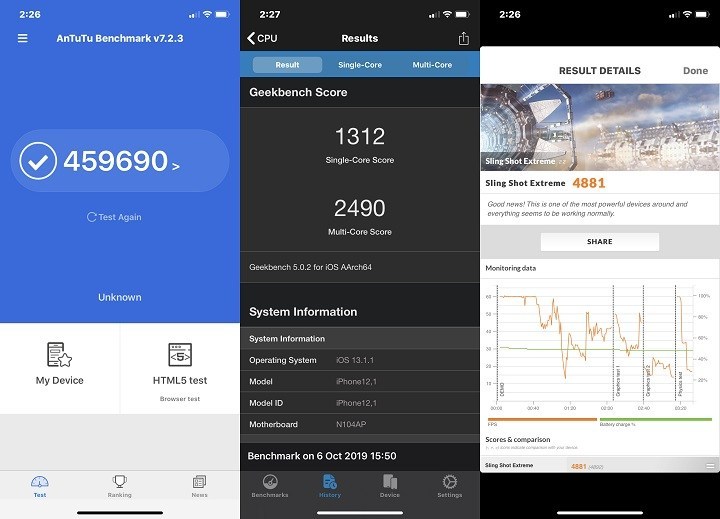 2:26
AnTuTu Benchmark v7.2.3
459690 >
Test Again
Unknown
My Device
HTML5 test
Browser test
Test
Ranking
News
2:27
CPU
Results
Result
Single-Core
Multi-Core
Geekbench Score
1312
Single-Core Score
2490
Multi-Core Score
Geekbench 5.0.2 for iOS AArch64
System Information
System Information
Operating System iOS 13.1.1
Model iPhone12,1
Model ID iPhone12,1
Motherboard N104AP
Benchmark on 6 Oct 2019 15:50
Benchmarks
History
Device
Settings
2:26
RESULT DETAILS
Done
Sling Shot Extreme
Sling Shot Extreme 4881
Good news! This is one of the most powerful devices around and
everything seems to be working normally.
SHARE
Monitoring data
60
50
40
30
20
10
100%
80%
60%
40%
20%
DEMO
Graphics test 1
Graphics test 2
Physics test
00:00
00:40
01:20
02:00
02:40
03:20
FPS
Battery charge %
Scores & comparison
Sling Shot Extreme 4881